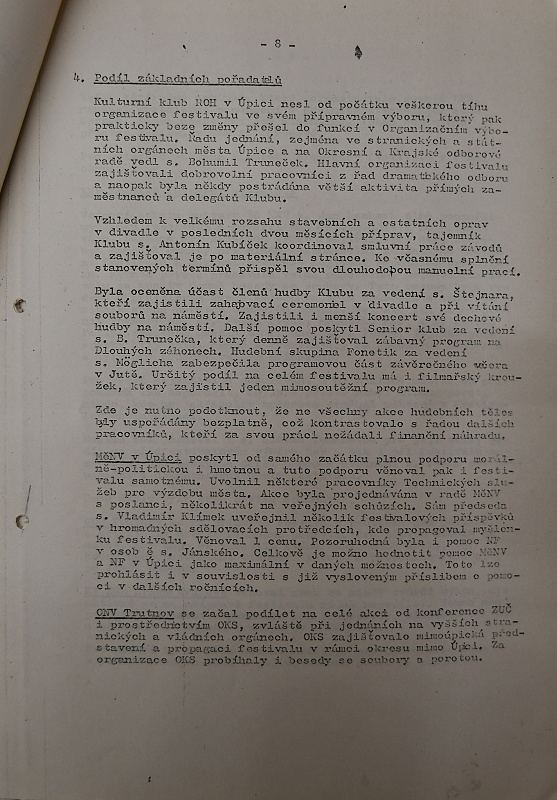 - 8 -
4. Podíl základních pořadatelů
Kulturní klub ROH v Úpici nesl od počátku veškerou tíhu
organizace festivalu ve svém přípravném výboru, který pak
prakticky beze změny přešel do funkcí v Organizačním výbo-
ru festivalu. Řadu jednání, zejména ve stranických a stát-
ních orgánech města Úpice a na Okresní a Krajské odborové
radě vedl s. Bohumil Truneček. Hlavní organizaci festivalu
zajišťovali dobrovolní pracovníci z řad dramatického odboru
a naopak byla někdy postrádána větší aktivita přímých za-
městnanců a delegátů Klubu.
Vzhledem k velkému rozsahu stavebních a ostatních oprav
v divadle v posledních dvou měsících příprav, tajemník
Klubu s. Antonín Kubíček koordinoval smluvní práce závodů
a zajišťoval je po materiální stránce. Ke včasnému splnění
stanovených termínů přispěl svou dlouhodobou manuelní prací.
Byla oceněna účast členů hudby Klubu za vedení s. Štejnara,
kteří zajistili zahajovací ceremoniel v divadle a při vítání
souborů na náměstí. Zajistili i menší koncert své dechové
hudby na náměstí. Další pomoc poskytl Senior klub za vedení
s. B. Trunečka, který denně zajišťoval zábavný program na
Dlouhých záhonech. Hudební skupina Fonetik za vedení
s. Möglicha zabezpečila programovou část závěrečného věčera
v Jutě. Určitý podíl na celém festivalu má i filmařský krou-
žek, který zajistil jeden mimosoutěžní program.
Zde je nutno podotknout, že ne všechny akce hudebních těles
byly uspořádány bezplatně, což kontrastovalo s řadou dalších
pracovníků, kteří za svou práci nežádali finanční náhradu.
MěNV v Úpici poskytl od samého začátku plnou podporu morál-
ně-politickou i hmotnou a tuto podporu věnoval pak i festi-
valu samotnému. Uvolnil některé pracovníky Technických slu-
žeb pro výzdobu města. Akce byla projednávána v radě MěNV
s poslanci, několikrát na veřejných schůzích. Sám předseda
s. Vladimír Klímek uveřejnil několik festivalových příspěvků
v hromadných sdělovacích protředcích, kde propagoval myšlen-
ku festivalu. Věnoval 1 cenu. Pozoruhodná byla i pomoc NF
v osob ě s. Jánského. Celkově je možno hodnotit pomoc MěNV
a NF v Úpici jako maximální v daných možnostech. Toto lze
prohlásit i v souvislosti s již vysloveným příslibem o pomo-
ci v dalších ročnících.
ONV Trutnov se začal podílet na celé akci od konference ZUČ
i prostřednictvím OKS, zvláště při jednáních na vyšších stra-
nických a vládních orgánech. OKS zajišťovalo mimoúpická před-
stavení a propagaci festivalu v rámci okresu mimo Úpici. Za
organizace OKS probíhaly i besedy se soubory a porotou.